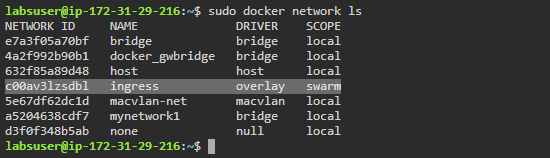 labsuser@ip-172-31-29-216:~$ sudo docker network ls
NETWORK ID     NAME              DRIVER    SCOPE
e7a3f05a70bf   bridge            bridge    local
4a2f992b90b1   docker_gwbridge   bridge    local
632f85a89d48   host              host      local
c00av3lzsdbl   ingress           overlay   swarm
5e67df62dc1d   macvlan-net       macvlan   local
a5204638cdf7   mynetwork1        bridge    local
d3f0f348b5ab   none              null      local
labsuser@ip-172-31-29-216:~$